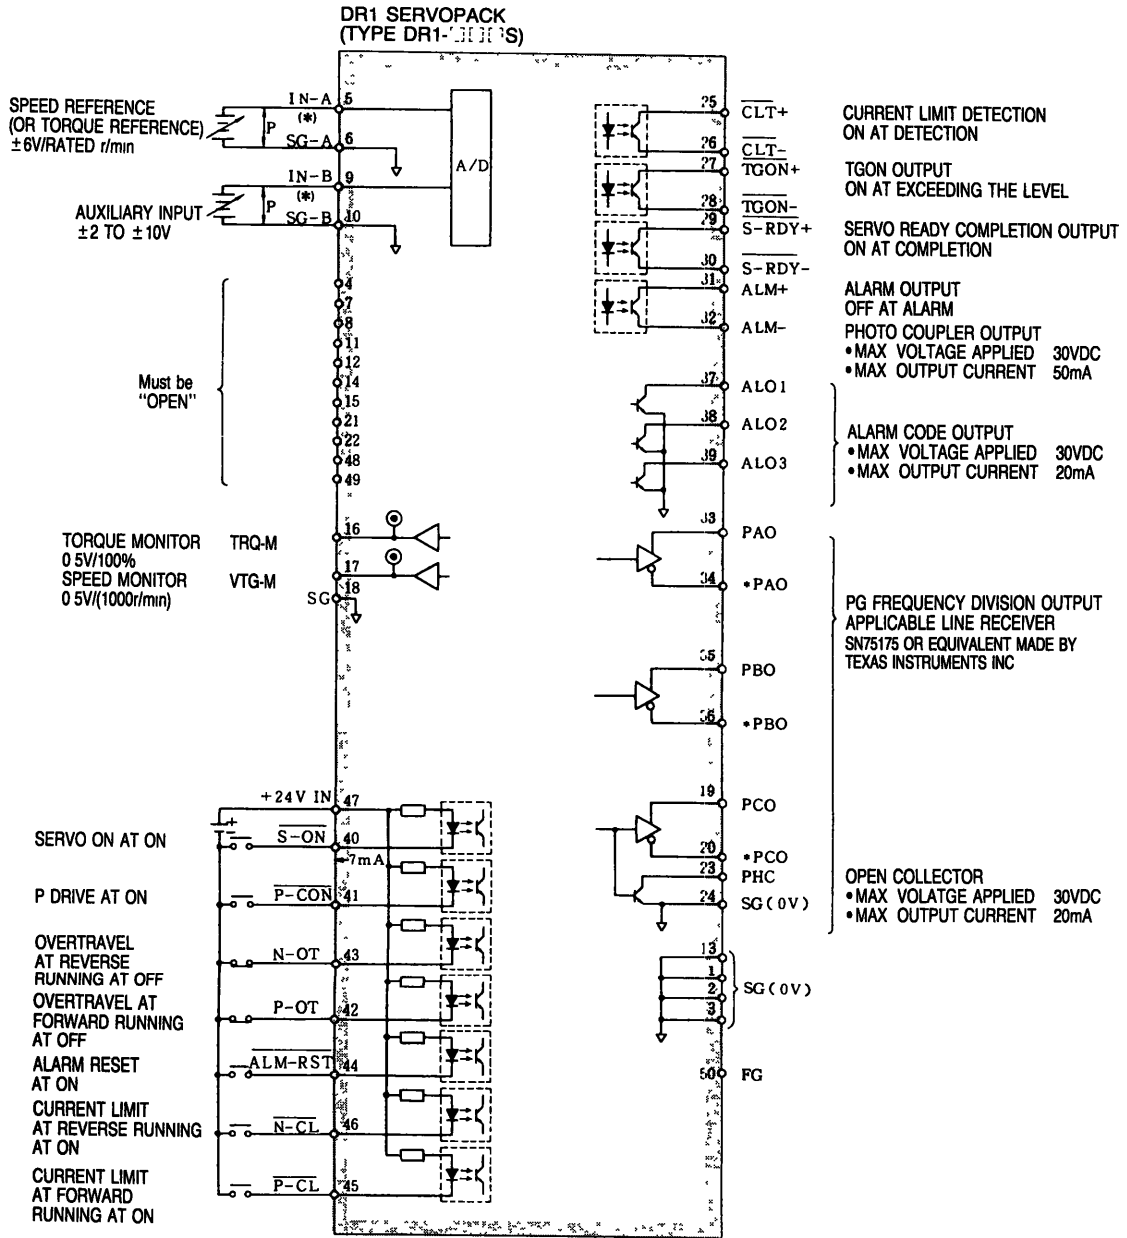 DR1 SERVOPACK
(TYPE DR1- S)
SPEED REFERENCE
(OR TORQUE REFERENCE)
±6V/RATED r/min
IN-A 5
(*)
P
SG-A 6
IN-B 9
(*)
P
SG-B 10
AUXILIARY INPUT
±2 TO ±10V
A/D
4
7
8
11
12
14
15
21
22
48
49
Must be
"OPEN"
TORQUE MONITOR TRQ-M 16
0 5V/100%
SPEED MONITOR VTG-M 17
0 5V/(1000r/min)
SG 18
+24V IN 47
SERVO ON AT ON S-ON 40
7mA
P DRIVE AT ON P-CON 41
OVERTRAVEL
AT REVERSE
RUNNING AT OFF
N-OT 43
OVERTRAVEL AT
FORWARD RUNNING
AT OFF
P-OT 42
ALARM RESET
AT ON
ALM-RST 44
CURRENT LIMIT
AT REVERSE RUNNING
AT ON
N-CL 46
CURRENT LIMIT
AT FORWARD
RUNNING AT ON
P-CL 45
25 CLT+
26 CLT-
CURRENT LIMIT DETECTION
ON AT DETECTION
27 TGON+
28 TGON-
TGON OUTPUT
ON AT EXCEEDING THE LEVEL
29 S-RDY+
30 S-RDY-
SERVO READY COMPLETION OUTPUT
ON AT COMPLETION
31 ALM+
32 ALM-
ALARM OUTPUT
OFF AT ALARM
PHOTO COUPLER OUTPUT
•MAX VOLTAGE APPLIED 30VDC
•MAX OUTPUT CURRENT 50mA
37 ALO1
38 ALO2
39 ALO3
ALARM CODE OUTPUT
•MAX VOLTAGE APPLIED 30VDC
•MAX OUTPUT CURRENT 20mA
33 PAO
34 *PAO
PG FREQUENCY DIVISION OUTPUT
APPLICABLE LINE RECEIVER
SN75175 OR EQUIVALENT MADE BY
TEXAS INSTRUMENTS INC
35 PBO
36 *PBO
19 PCO
20 *PCO
23 PHC
24 SG(0V)
OPEN COLLECTOR
•MAX VOLATGE APPLIED 30VDC
•MAX OUTPUT CURRENT 20mA
13
1
2
3
SG(0V)
50 FG